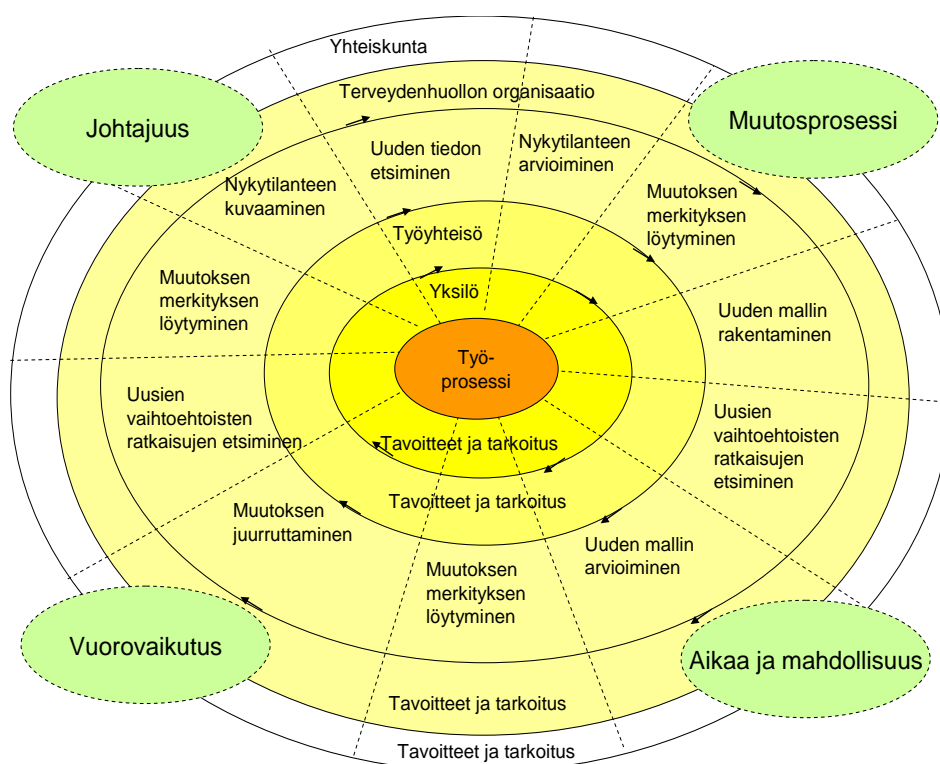 Yhteiskunta
Terveydenhuollon organisaatio
Johtajuus
Muutosprosessi
Uuden tiedon
etsiminen
Nykytilanteen
arvioiminen
Nykytilanteen
kuvaaminen
Muutoksen
merkityksen
löytyminen
Työyhteisö
Muutoksen
merkityksen
löytyminen
Yksilö
Uuden mallin
rakentaminen
Työ-
prosessi
Uusien
vaihtoehtoisten
ratkaisujen etsiminen
Uusien
vaihtoehtoisten
ratkaisujen
etsiminen
Tavoitteet ja tarkoitus
Tavoitteet ja tarkoitus
Muutoksen
juurruttaminen
Uuden mallin
arvioiminen
Muutoksen
merkityksen
löytyminen
Vuorovaikutus
Aikaa ja mahdollisuus
Tavoitteet ja tarkoitus
Tavoitteet ja tarkoitus